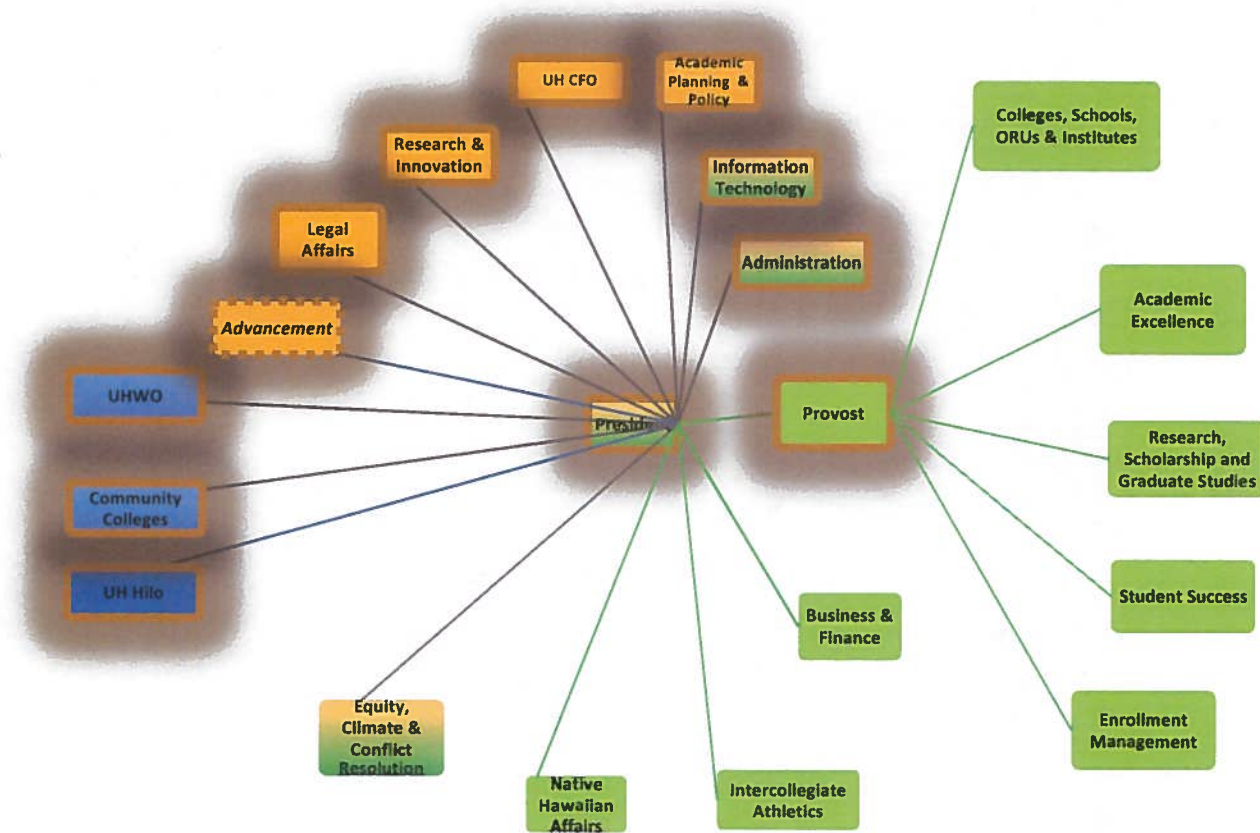 UH CFO
Academic
Planning &
Policy
Colleges, Schools,
ORUs & Institutes
Research &
Innovation
Information
Technology
Legal
Affairs
Administration
Academic
Excellence
Advancement
UHWO
Provost
Research,
Scholarship and
Graduate Studies
Community
Colleges
UH Hilo
Student Success
Business &
Finance
Equity,
Climate &
Conflict
Resolution
Enrollment
Management
Native
Hawaiian
Affairs
Intercollegiate
Athletics